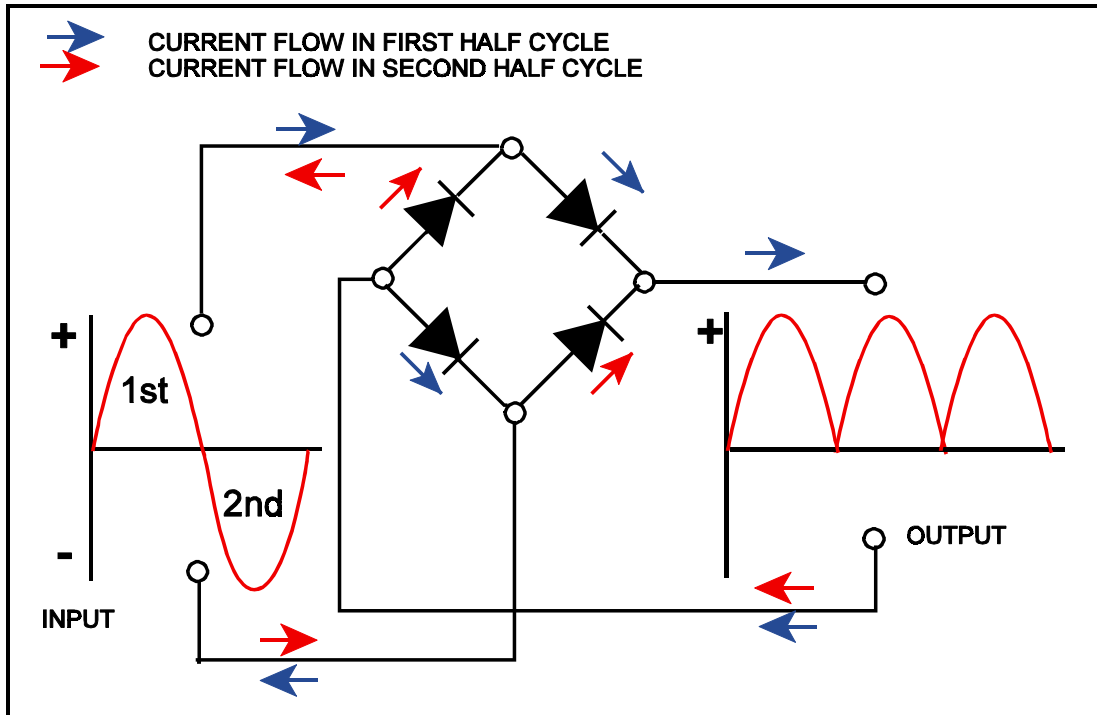 CURRENT FLOW IN FIRST HALF CYCLE
CURRENT FLOW IN SECOND HALF CYCLE
+
1st
2nd
-
INPUT
+
OUTPUT